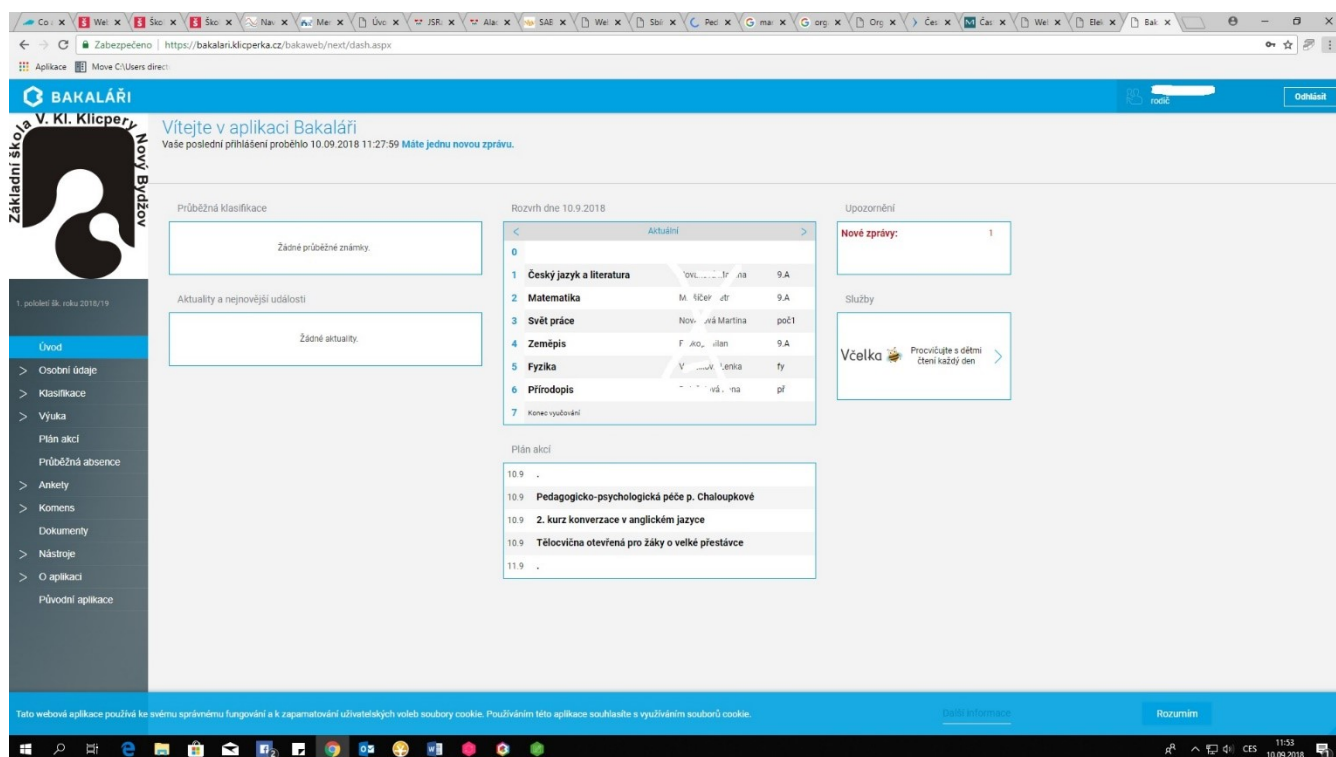 Zabezpečeno | https://bakalari.klicperka.cz/bakaweb/next/dash.aspx
Aplikace Move C:\Users direct
BAKALÁŘI
rodič
Odhlásit
Základní škola V. Kl. Klicpery Nový Bydžov
Vítejte v aplikaci Bakaláři
Vaše poslední přihlášení proběhlo 10.09.2018 11:27:59 Máte jednu novou zprávu.
1. pololetí šk. roku 2018/19
Úvod
> Osobní údaje
> Klasifikace
> Výuka
Plán akcí
Průběžná absence
> Ankety
> Komens
Dokumenty
> Nástroje
> O aplikaci
Původní aplikace
Průběžná klasifikace
Žádné průběžné známky.
Aktuality a nejnovější události
Žádné aktuality.
Rozvrh dne 10.9.2018
< Aktuální >
0
1 Český jazyk a literatura 9.A
2 Matematika 9.A
3 Svět práce Martina poč1
4 Zeměpis 9.A
5 Fyzika Lenka fy
6 Přírodopis př
7 Konec vyučování
Plán akcí
10.9 .
10.9 Pedagogicko-psychologická péče p. Chaloupkové
10.9 2. kurz konverzace v anglickém jazyce
10.9 Tělocvična otevřená pro žáky o velké přestávce
11.9 .
Upozornění
Nové zprávy: 1
Služby
Včelka
Procvičujte s dětmi
čtení každý den
Tato webová aplikace používá ke svému správnému fungování a k zapamatování uživatelských voleb soubory cookie. Používáním této aplikace souhlasíte s využíváním souborů cookie.
Další informace
Rozumím
CES
11:53
10.09.2018